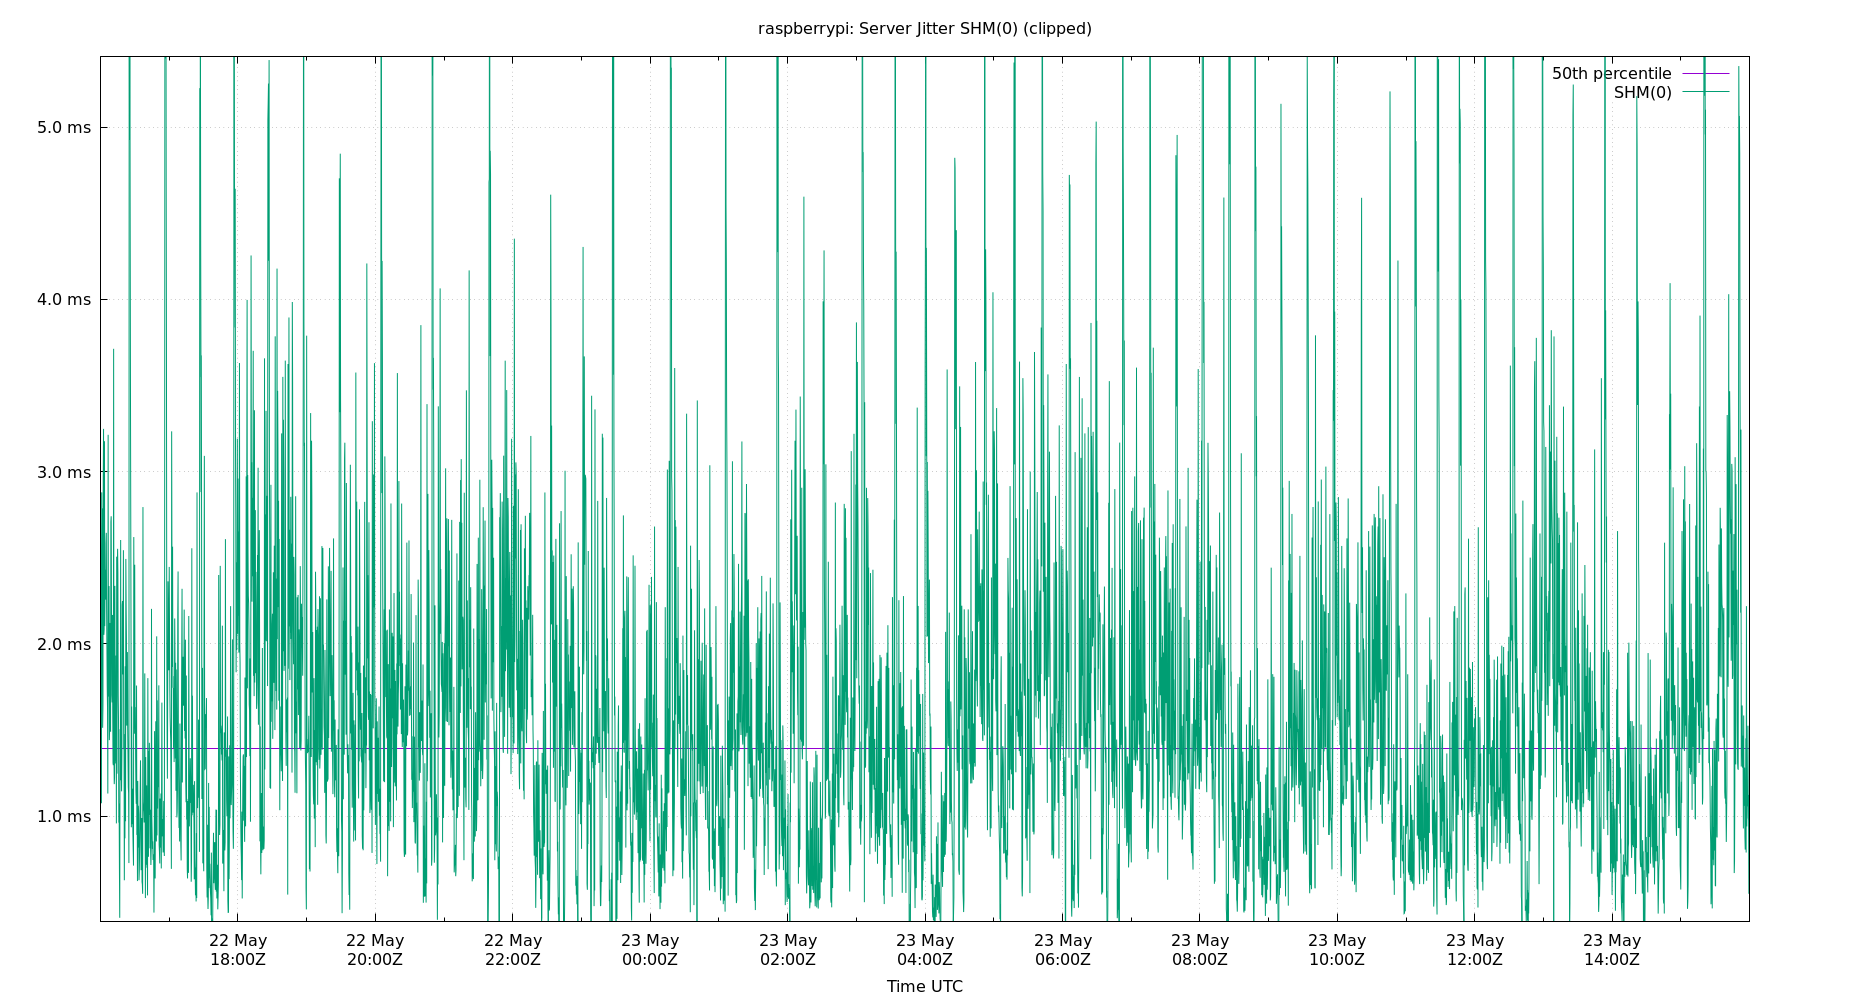 raspberrypi: Server Jitter SHM(0) (clipped)
50th percentile
SHM(0)
5.0 ms
4.0 ms
3.0 ms
2.0 ms
1.0 ms
22 May 22 May 22 May 23 May 23 May 23 May 23 May 23 May 23 May 23 May 23 May
18:00Z 20:00Z 22:00Z 00:00Z 02:00Z 04:00Z 06:00Z 08:00Z 10:00Z 12:00Z 14:00Z
Time UTC